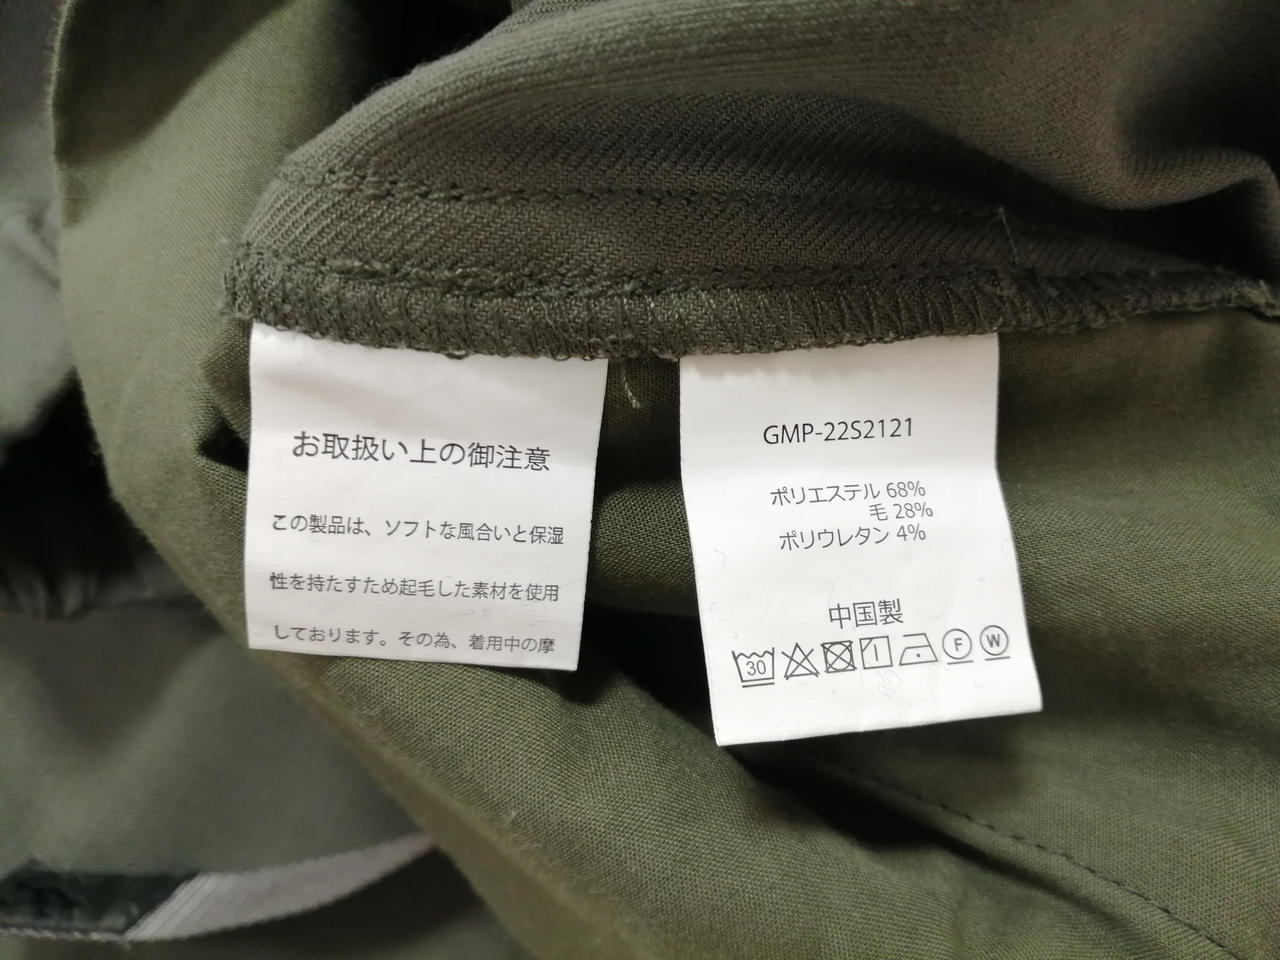 お取扱い上の御注意
この製品は、ソフトな風合いと保湿
性を持たすため起毛した素材を使用
しております。その為、着用中の摩
GMP-22S2121
ポリエステル 68%
毛 28%
ポリウレタン 4%
中国製
30 F W